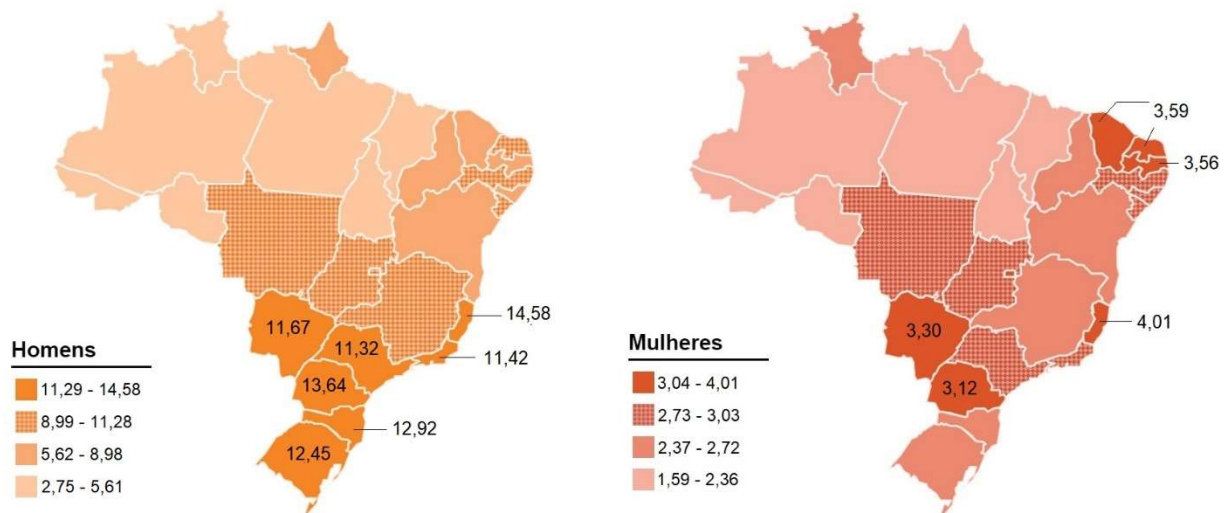 14,58
11,67
11,32
11,42
13,64
12,92
12,45
Homens
11,29 - 14,58
8,99 - 11,28
5,62 - 8,98
2,75 - 5,61
3,59
3,56
3,30
4,01
3,12
Mulheres
3,04 - 4,01
2,73 - 3,03
2,37 - 2,72
1,59 - 2,36